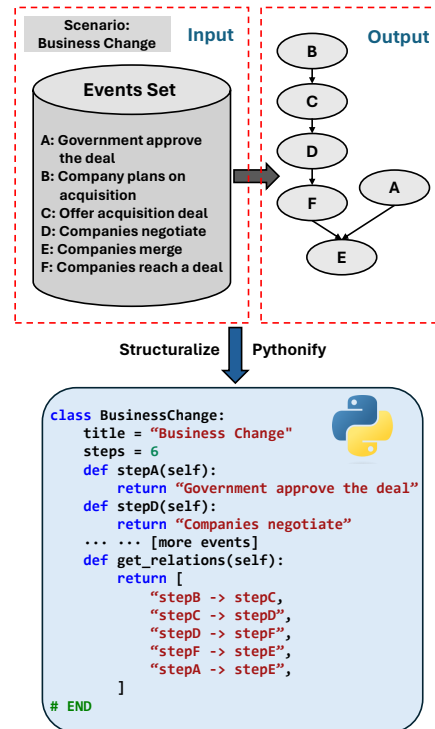 Scenario:
Business Change
Input
Events Set
A: Government approve
the deal
B: Company plans on
acquisition
C: Offer acquisition deal
D: Companies negotiate
E: Companies merge
F: Companies reach a deal
Output
B
C
D
F
A
E
Structuralize
Pythonify
class BusinessChange:
    title = “Business Change"
    steps = 6
    def stepA(self):
        return “Government approve the deal”
    def stepD(self):
        return “Companies negotiate”
    ... ... [more events]
    def get_relations(self):
        return [
            “stepB -> stepC,
            “stepC -> stepD”,
            “stepD -> stepF”,
            “stepF -> stepE”,
            “stepA -> stepE”,
        ]
# END